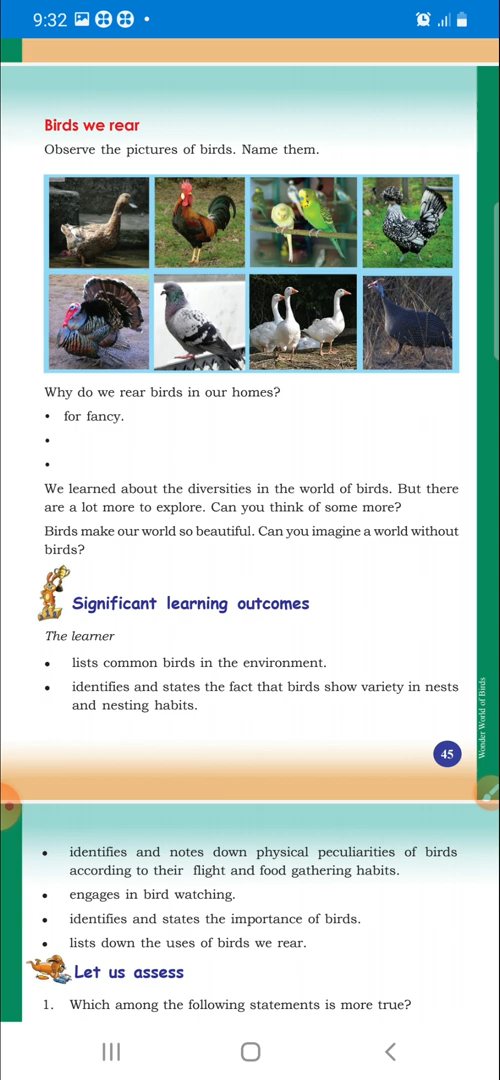 9:32
Birds we rear
Observe the pictures of birds. Name them.
Why do we rear birds in our homes?
• for fancy.
•
•
We learned about the diversities in the world of birds. But there
are a lot more to explore. Can you think of some more?
Birds make our world so beautiful. Can you imagine a world without
birds?
Significant learning outcomes
The learner
• lists common birds in the environment.
• identifies and states the fact that birds show variety in nests
and nesting habits.
Wonder World of Birds
45
• identifies and notes down physical peculiarities of birds
according to their flight and food gathering habits.
• engages in bird watching.
• identifies and states the importance of birds.
• lists down the uses of birds we rear.
Let us assess
1. Which among the following statements is more true?